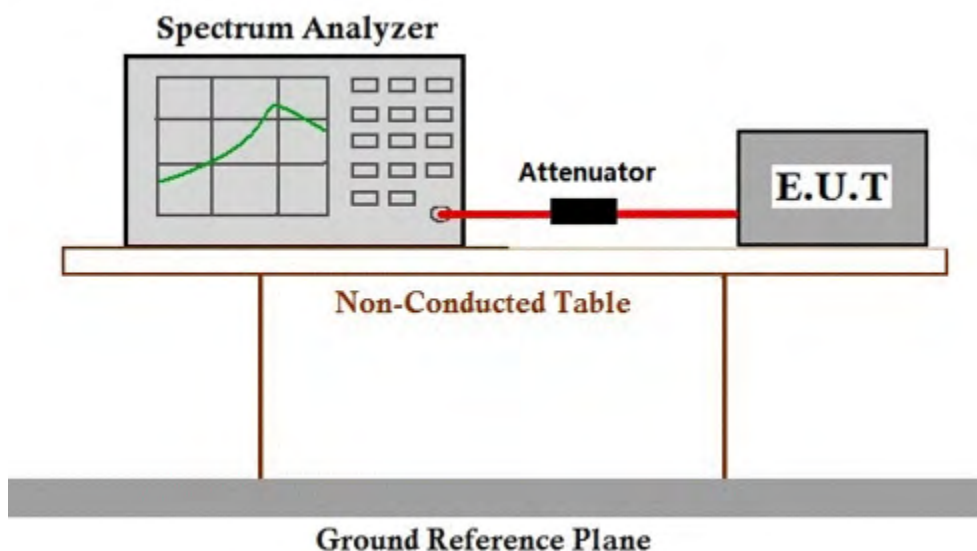 Spectrum Analyzer
Attenuator
E.U.T
Non-Conducted Table
Ground Reference Plane